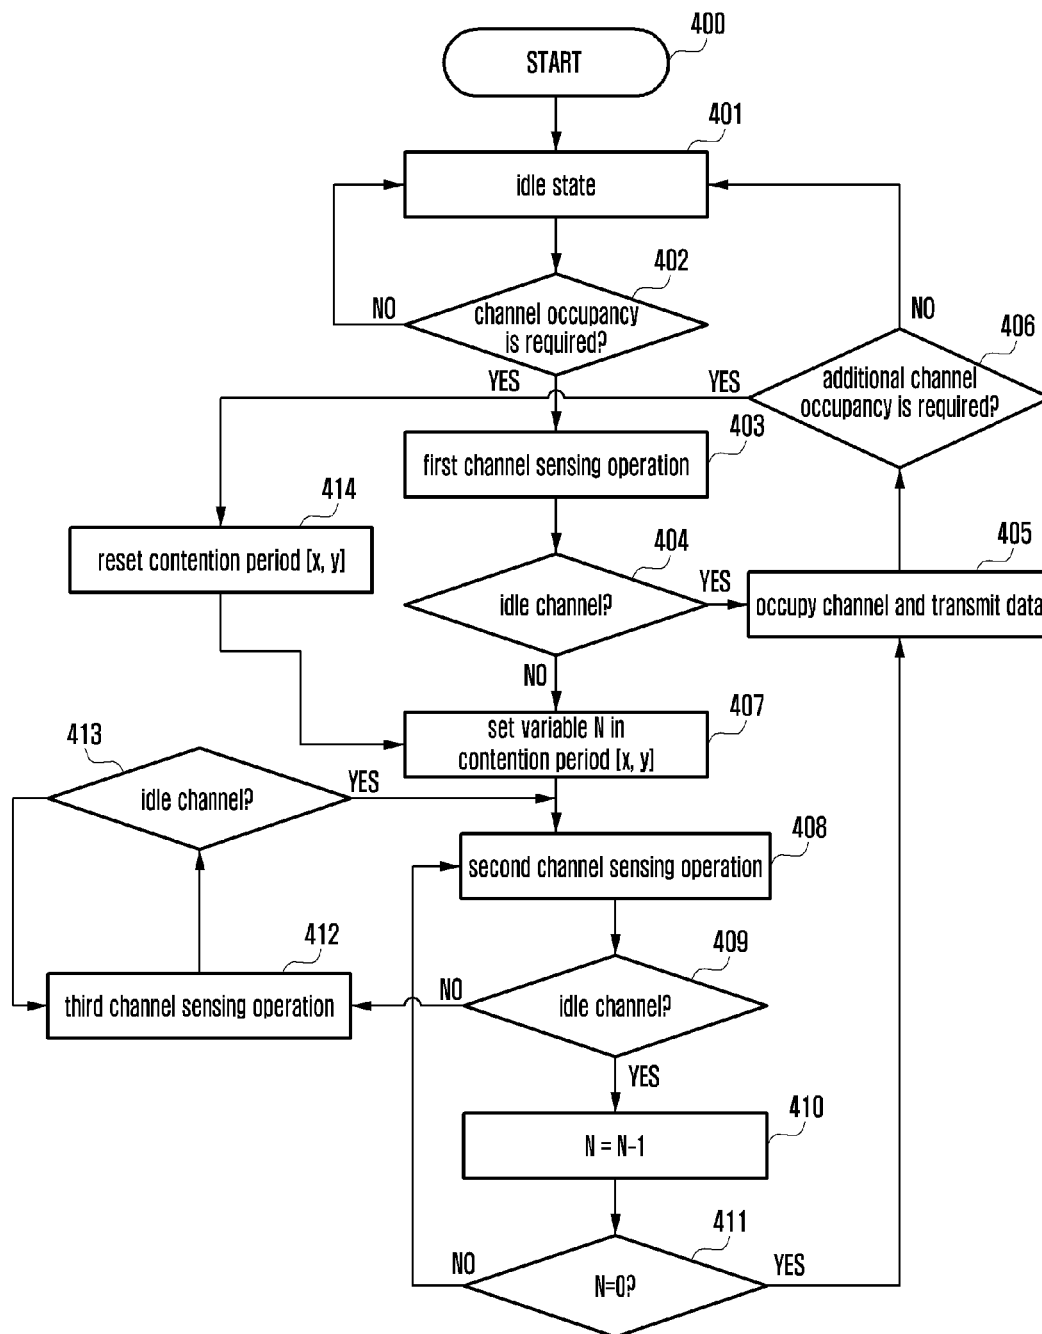 400
START
401
idle state
402
NO
channel occupancy
is required?
NO
406
YES
YES
additional channel
occupancy is required?
403
first channel sensing operation
414
reset contention period [x, y]
404
405
idle channel?
YES
occupy channel and transmit data
NO
407
set variable N in
contention period [x, y]
413
idle channel?
YES
408
second channel sensing operation
412
409
third channel sensing operation
NO
idle channel?
YES
410
N = N-1
411
NO
N=0?
YES